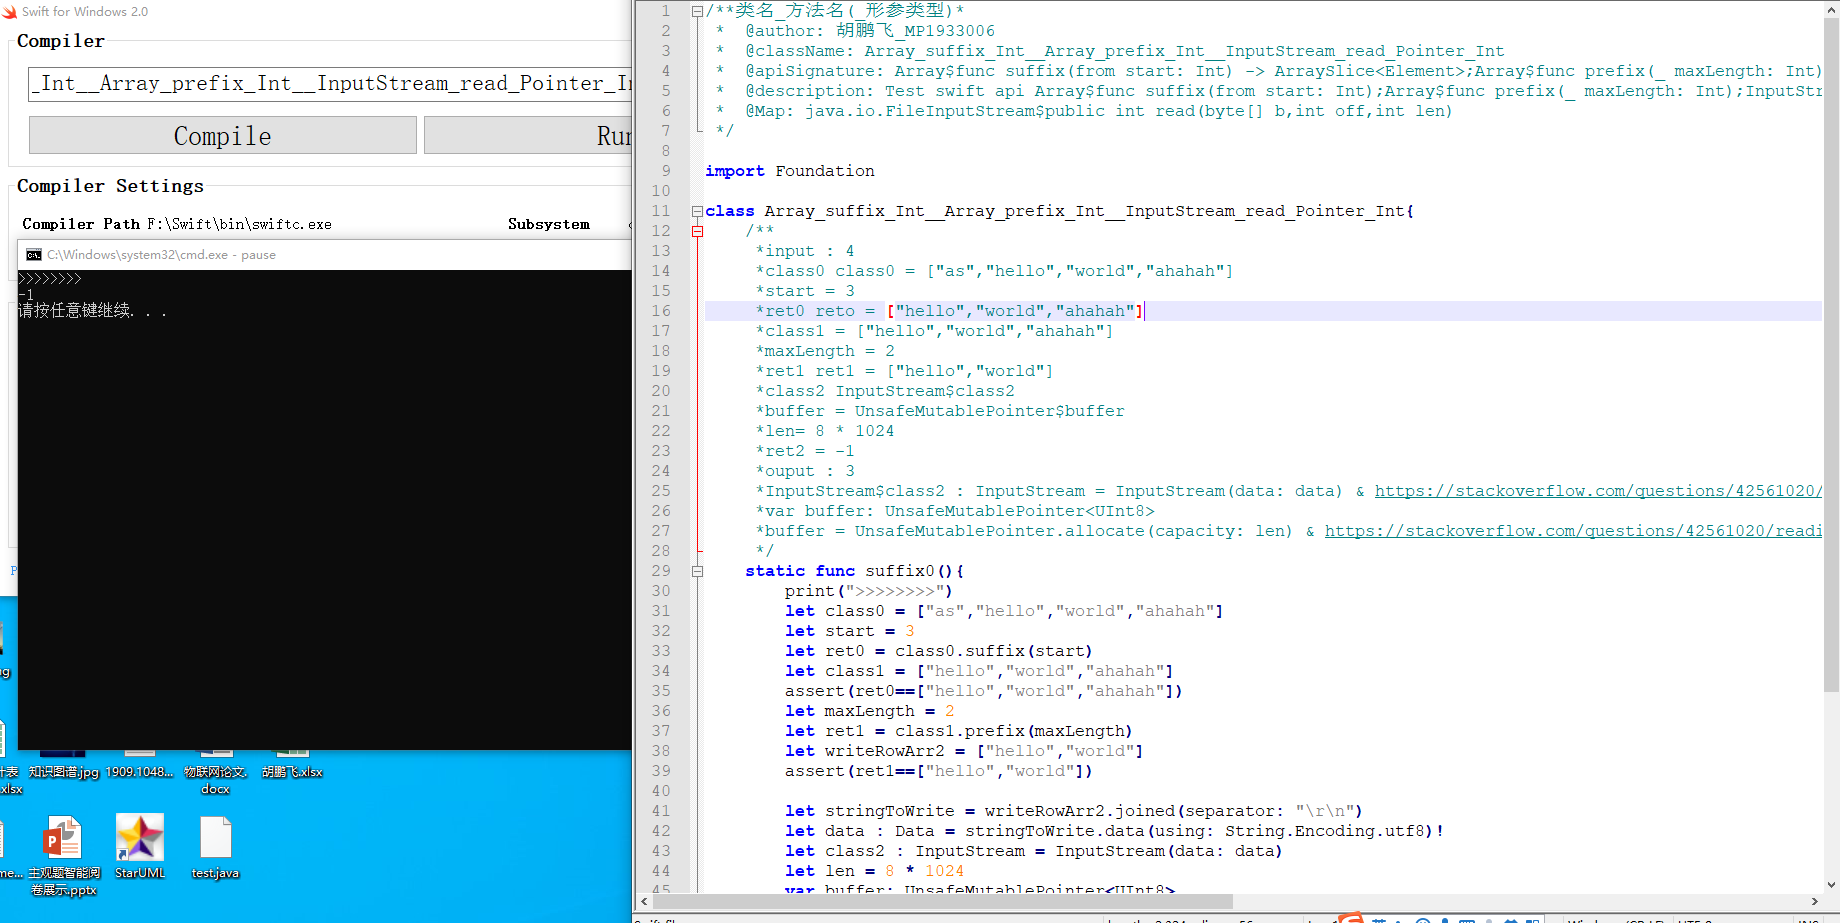 Swift for Windows 2.0
Compiler
_Int__Array_prefix_Int__InputStream_read_Pointer_In
Compile
Run
Compiler Settings
Compiler Path F:\Swift\bin\swiftc.exe
Subsystem
C:\Windows\system32\cmd.exe - pause
>>>>>>>>
-1
请按任意键继续. . .
计表
.xlsx
知识图谱.jpg
1909.1048...
物联网论文.
docx
胡鹏飞.xlsx
me...
主观题智能阅
卷展示.pptx
StarUML
test.java
1 /**类名_方法名(_形参类型)*
2 * @author: 胡鹏飞_MP1933006
3 * @className: Array_suffix_Int__Array_prefix_Int__InputStream_read_Pointer_Int
4 * @apiSignature: Array$func suffix(from start: Int) -> ArraySlice<Element>;Array$func prefix(_ maxLength: Int)
5 * @description: Test swift api Array$func suffix(from start: Int);Array$func prefix(_ maxLength: Int);InputStr
6 * @Map: java.io.FileInputStream$public int read(byte[] b,int off,int len)
7 */
8
9 import Foundation
10
11 class Array_suffix_Int__Array_prefix_Int__InputStream_read_Pointer_Int{
12 /**
13 *input : 4
14 *class0 class0 = ["as","hello","world","ahahah"]
15 *start = 3
16 *ret0 reto = ["hello","world","ahahah"]
17 *class1 = ["hello","world","ahahah"]
18 *maxLength = 2
19 *ret1 ret1 = ["hello","world"]
20 *class2 InputStream$class2
21 *buffer = UnsafeMutablePointer$buffer
22 *len= 8 * 1024
23 *ret2 = -1
24 *ouput : 3
25 *InputStream$class2 : InputStream = InputStream(data: data) & https://stackoverflow.com/questions/42561020/
26 *var buffer: UnsafeMutablePointer<UInt8>
27 *buffer = UnsafeMutablePointer.allocate(capacity: len) & https://stackoverflow.com/questions/42561020/readi
28 */
29 static func suffix0(){
30 print(">>>>>>>>")
31 let class0 = ["as","hello","world","ahahah"]
32 let start = 3
33 let ret0 = class0.suffix(start)
34 let class1 = ["hello","world","ahahah"]
35 assert(ret0==["hello","world","ahahah"])
36 let maxLength = 2
37 let ret1 = class1.prefix(maxLength)
38 let writeRowArr2 = ["hello","world"]
39 assert(ret1==["hello","world"])
40
41 let stringToWrite = writeRowArr2.joined(separator: "\r\n")
42 let data : Data = stringToWrite.data(using: String.Encoding.utf8)!
43 let class2 : InputStream = InputStream(data: data)
44 let len = 8 * 1024
45 var buffer: UnsafeMutablePointer<UInt8>